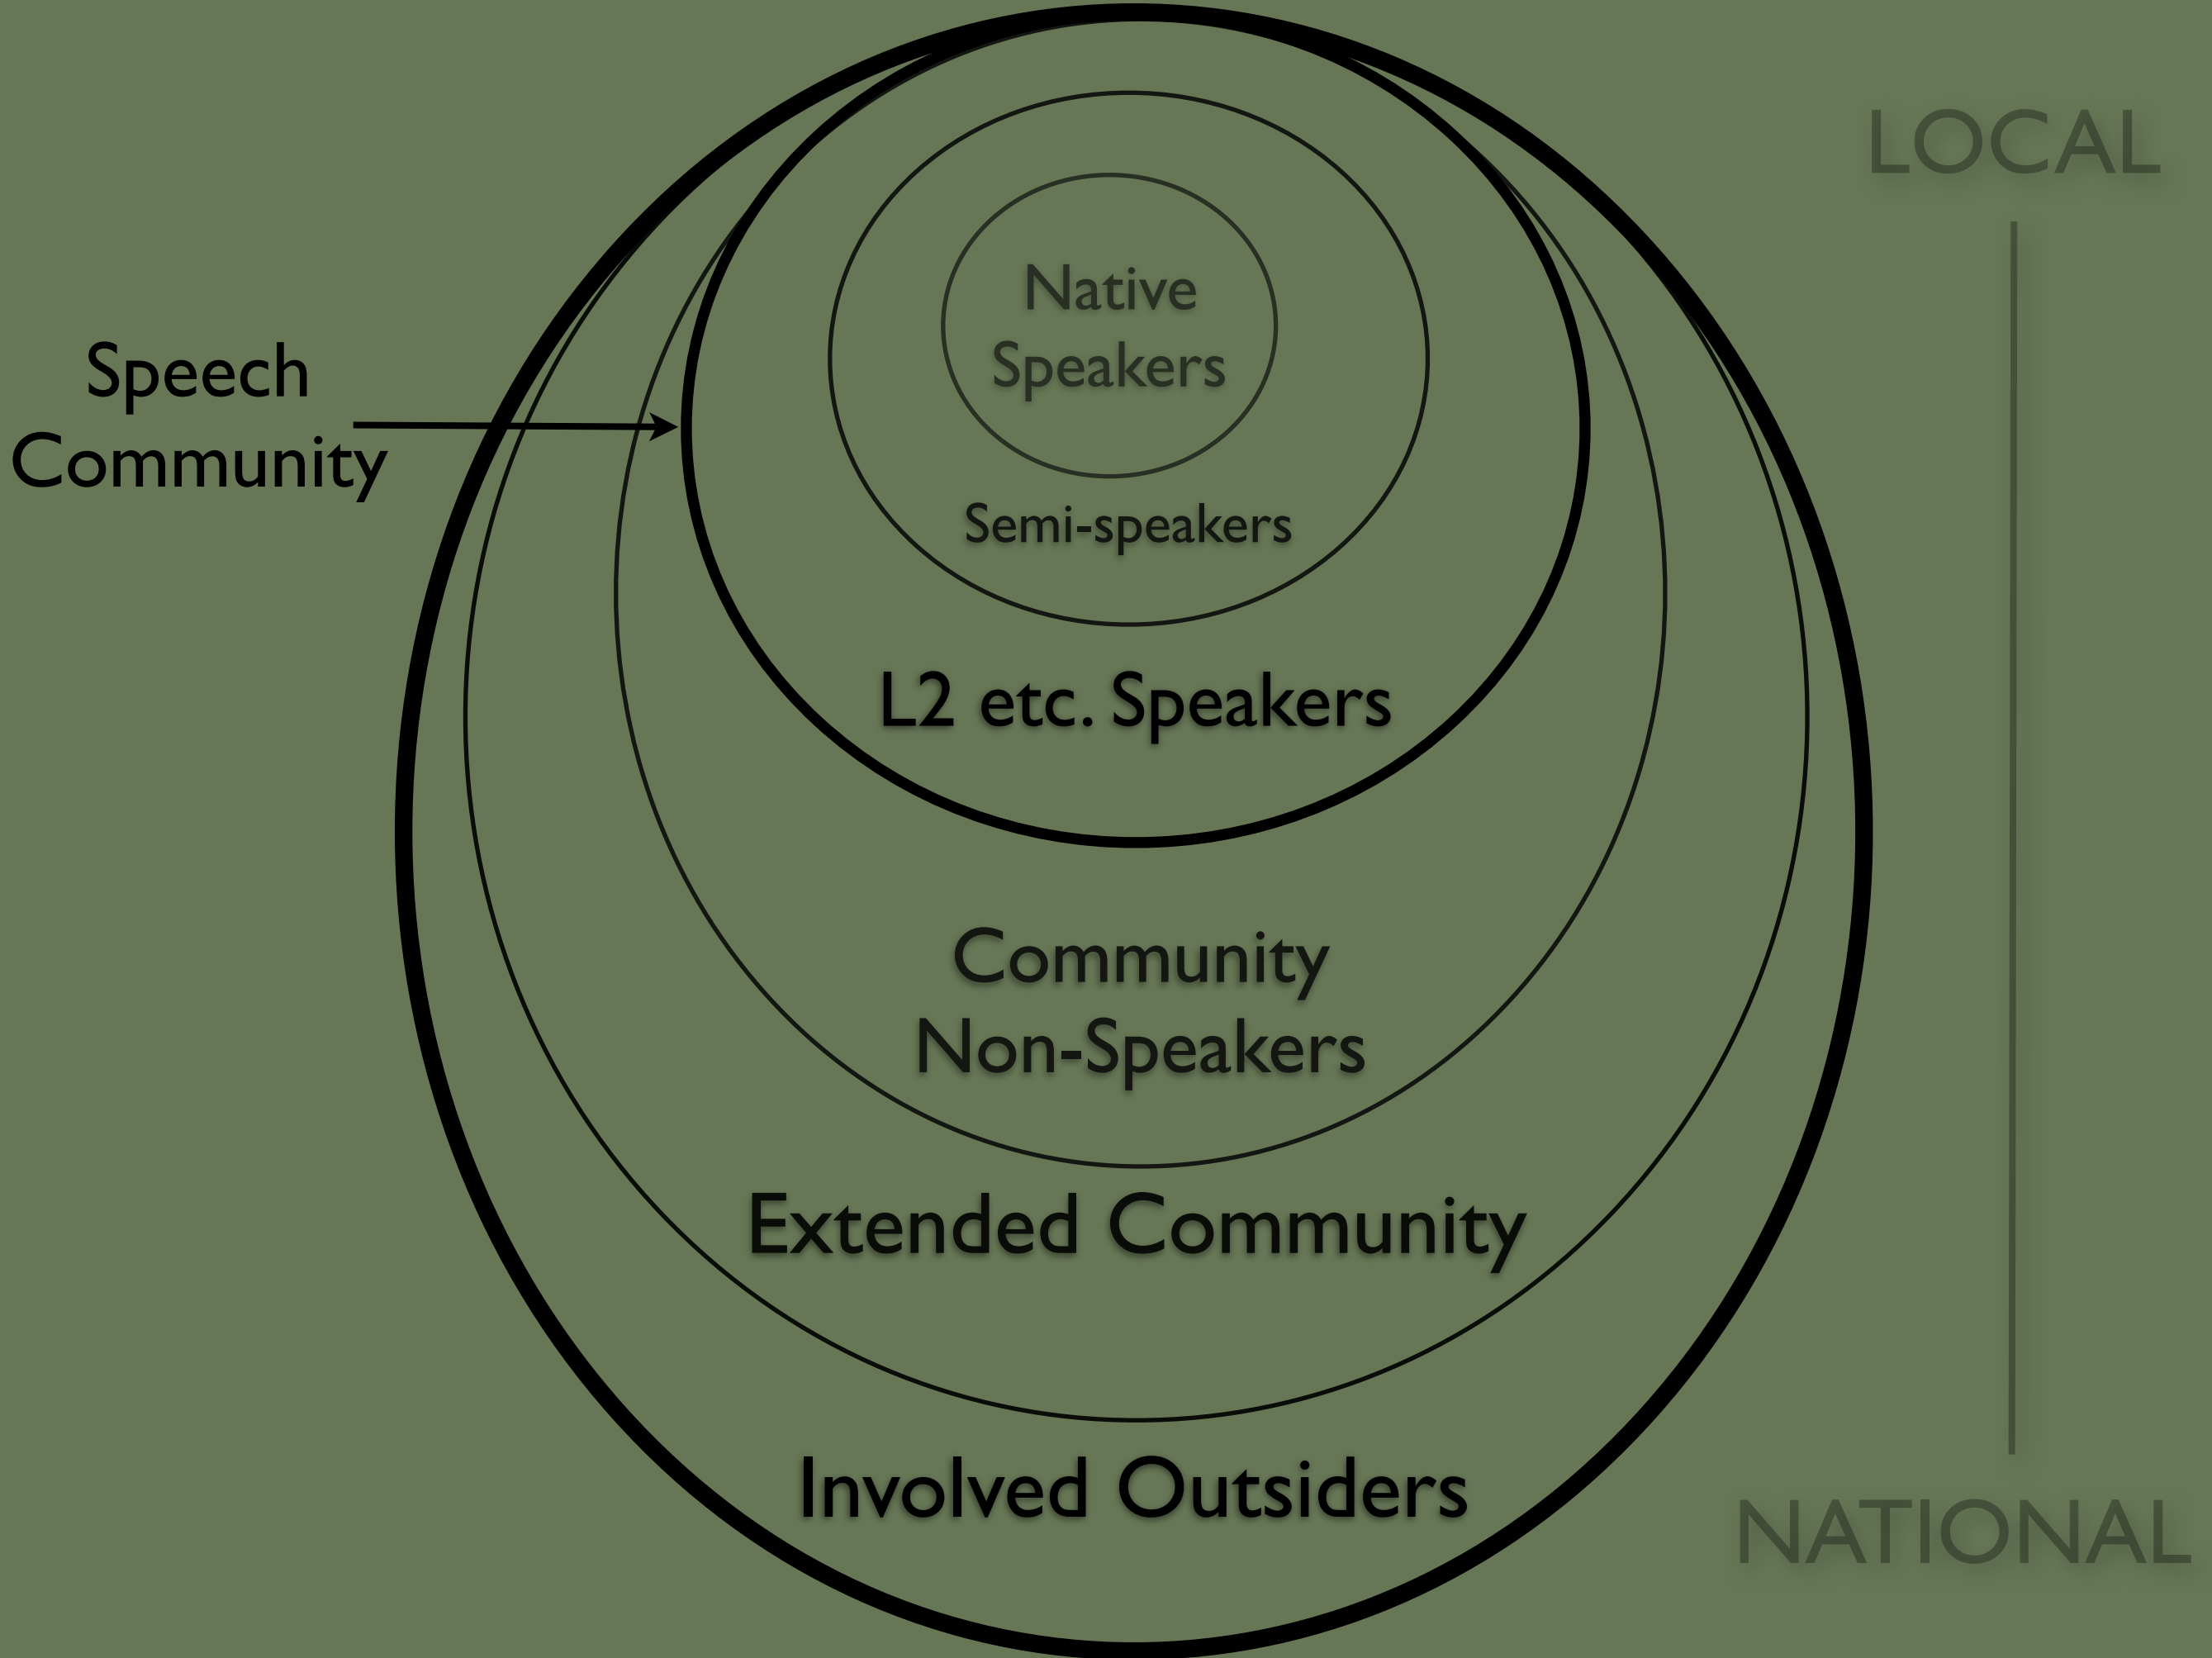 LOCAL
Native
Speakers
Speech
Community
Semi-speakers
L2 etc. Speakers
Community
Non-Speakers
Extended Community
Involved Outsiders
NATIONAL